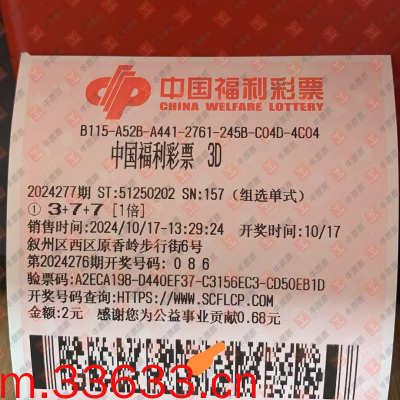 中国福利彩票
CHINA WELFARE LOTTERY
B115-A52B-A441-2761-245B-C04D-4C04
中国福利彩票 3D
2024277期 ST:51250202 SN:157 (组选单式)
① 3+7+7 [1倍]
销售时间:2024/10/17-13:29:24 开奖时间:10/17
叙州区西区原香岭步行街6号
第2024276期开奖号码: 0 8 6
验票码:A2ECA198-D440EF37-C3156EC3-CD50EB1D
开奖号码查询:HTTPS://WWW.SCFLCP.COM
金额:2元 感谢您为公益事业贡献0.68元
m.33633.cn